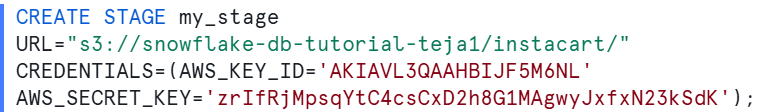 CREATE STAGE my_stage
URL="s3://snowflake-db-tutorial-teja1/instacart/"
CREDENTIALS=(AWS_KEY_ID='AKIAVL3QAAHBIJF5M6NL'
AWS_SECRET_KEY='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');